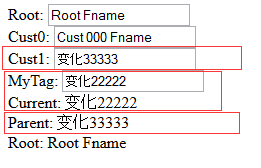 Root: Root Fname
Cust0: Cust000 Fname
Cust1: 变化33333
MyTag: 变化22222
Current: 变化22222
Parent: 变化33333
Root: Root Fname